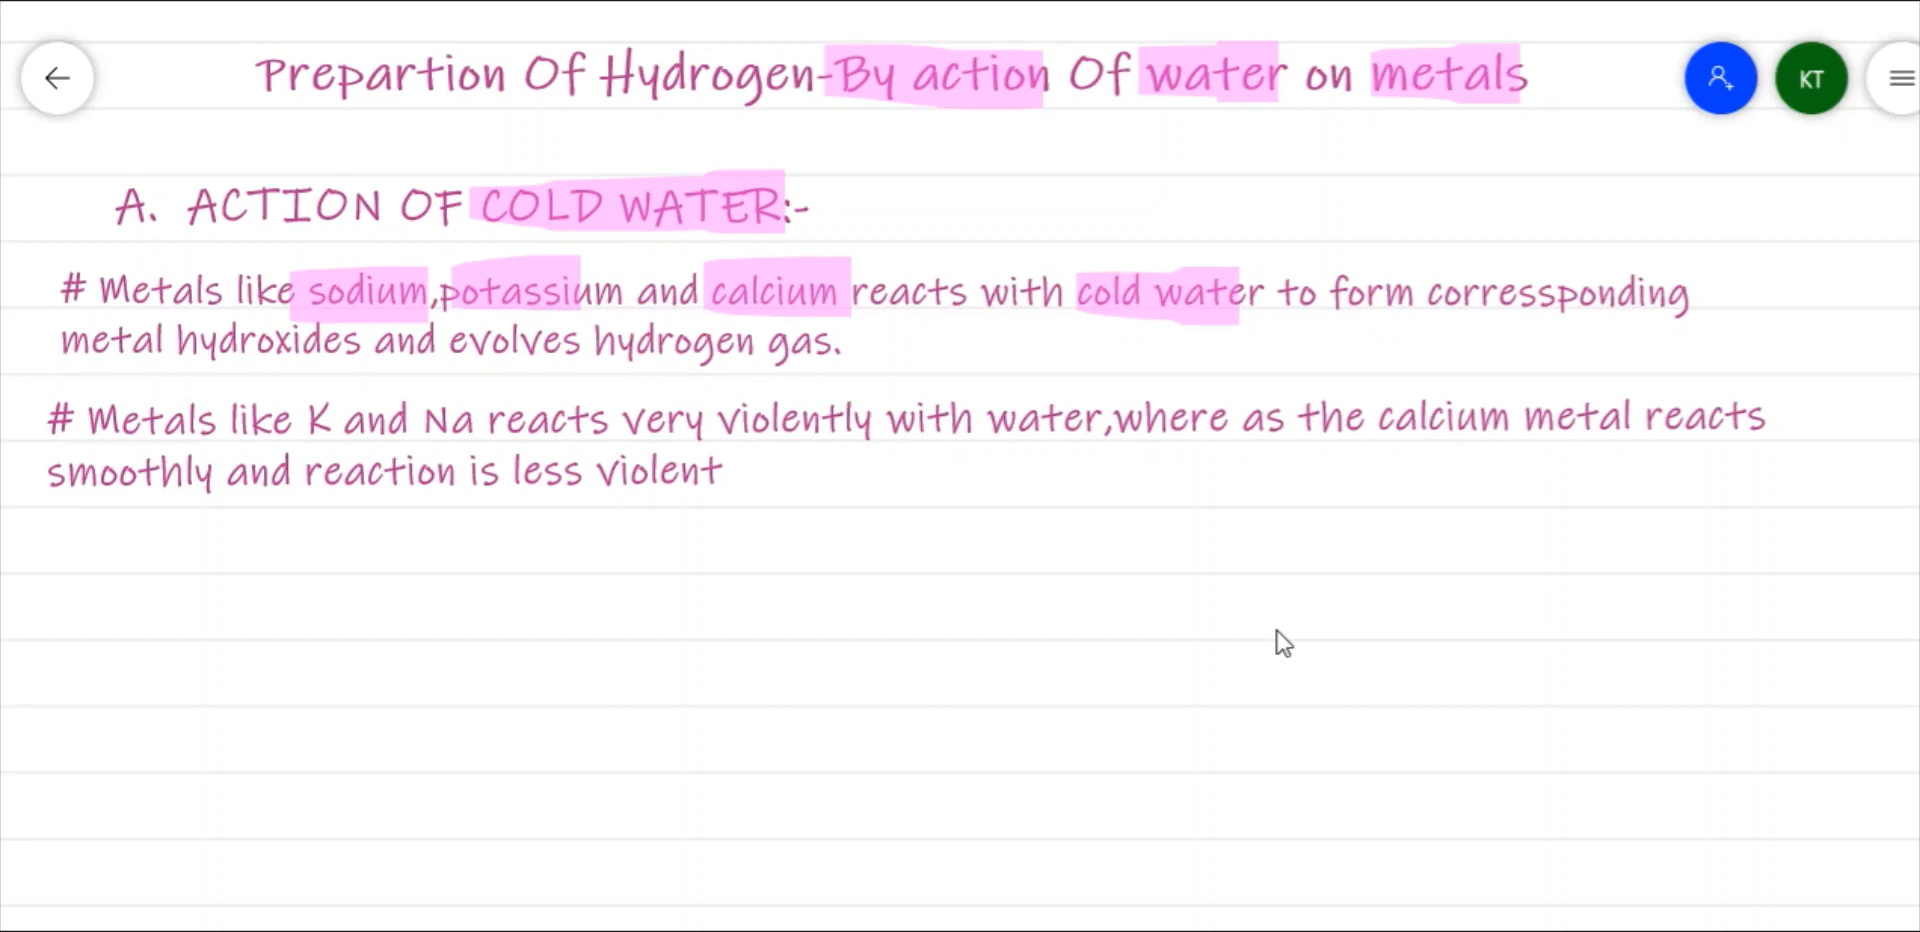 Prepartion Of Hydrogen-By action Of water on metals
KT
A. ACTION OF COLD WATER:-
# Metals like sodium,potassium and calcium reacts with cold water to form corressponding
metal hydroxides and evolves hydrogen gas.
# Metals like K and Na reacts very violently with water,where as the calcium metal reacts
smoothly and reaction is less violent